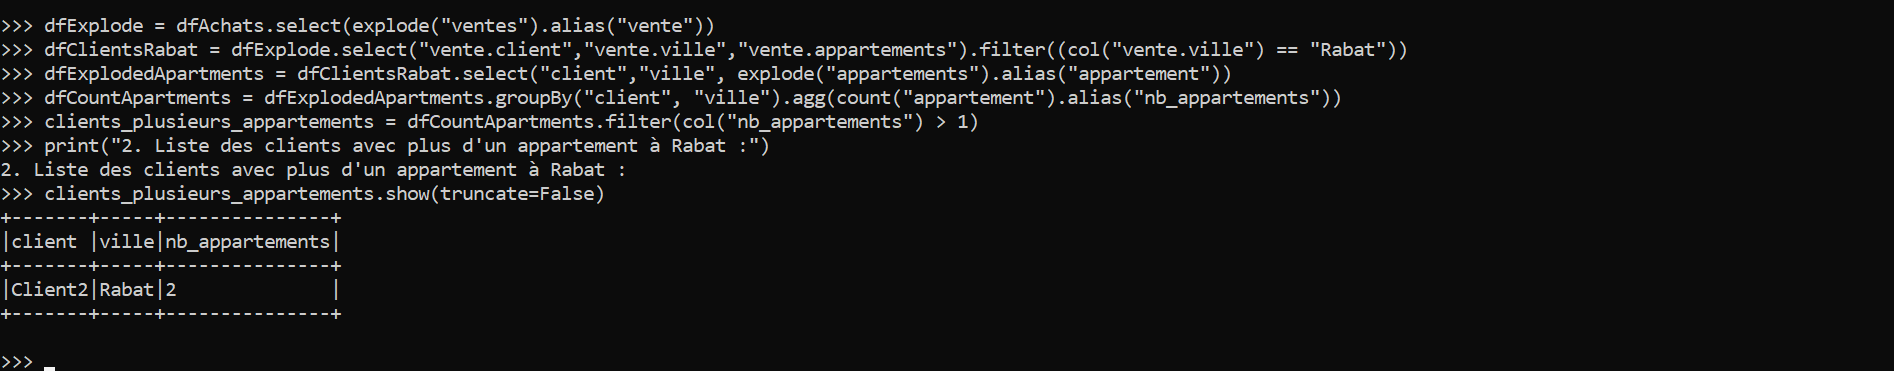 >>> dfExplode = dfAchats.select(explode("ventes").alias("vente"))
>>> dfClientsRabat = dfExplode.select("vente.client","vente.ville","vente.appartements").filter((col("vente.ville") == "Rabat"))
>>> dfExplodedApartments = dfClientsRabat.select("client","ville", explode("appartements").alias("appartement"))
>>> dfCountApartments = dfExplodedApartments.groupBy("client", "ville").agg(count("appartement").alias("nb_appartements"))
>>> clients_plusieurs_appartements = dfCountApartments.filter(col("nb_appartements") > 1)
>>> print("2. Liste des clients avec plus d'un appartement à Rabat :")
2. Liste des clients avec plus d'un appartement à Rabat :
>>> clients_plusieurs_appartements.show(truncate=False)
+-------+-----+---------------+
|client |ville|nb_appartements|
+-------+-----+---------------+
|Client2|Rabat|2              |
+-------+-----+---------------+
>>>